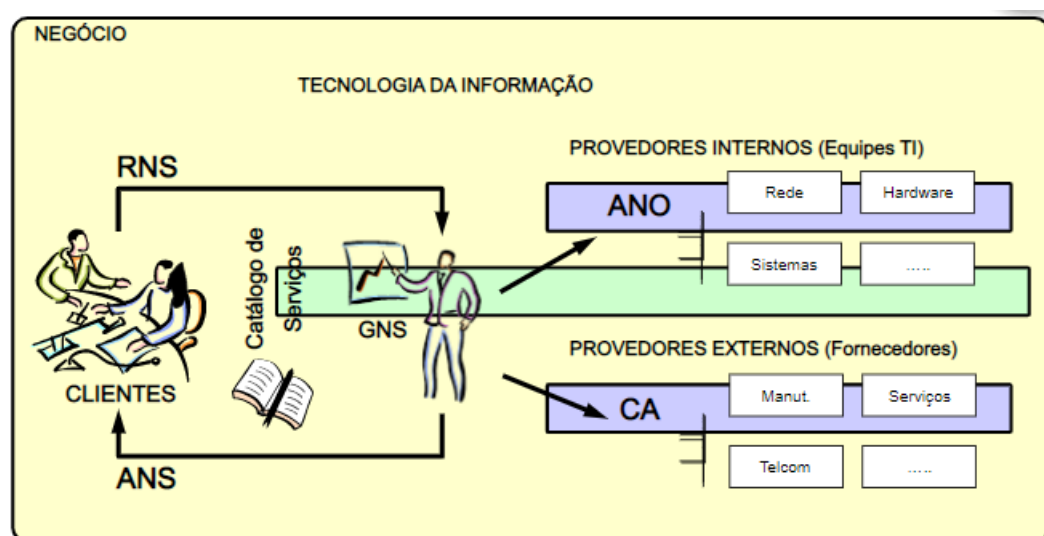 NEGÓCIO
TECNOLOGIA DA INFORMAÇÃO
RNS
Catálogo de
Serviços
GNS
CLIENTES
ANS
PROVEDORES INTERNOS (Equipes TI)
ANO
Rede
Hardware
Sistemas
.....
PROVEDORES EXTERNOS (Fornecedores)
CA
Manut.
Serviços
Telcom
.....